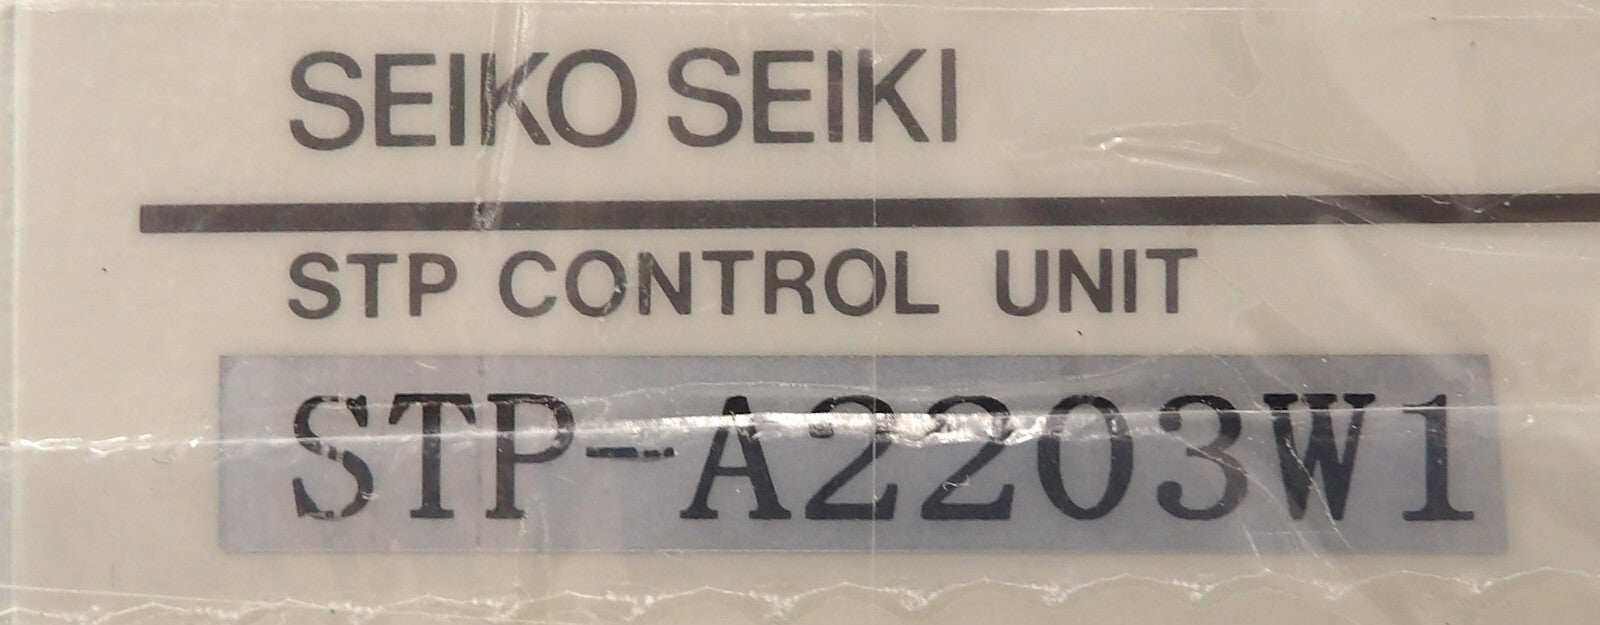 SEIKO SEIKI
STP CONTROL UNIT
STP-A2203W1